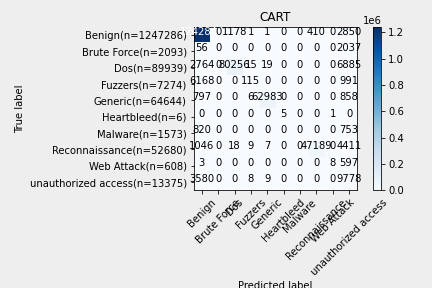 CART
1e6
Benign(n=1247286) 0 1178 1 1 0 0 410 0 2850
Brute Force(n=2093) 56 0 0 0 0 0 0 0 0 2037
Dos(n=89939) 2764 0 80256 15 19 0 0 0 0 6885
Fuzzers(n=7274) 6168 0 0 115 0 0 0 0 0 991
Generic(n=64644) 797 0 0 6 62983 0 0 0 0 858
Heartbleed(n=6) 0 0 0 0 0 5 0 0 1 0
Malware(n=1573) 820 0 0 0 0 0 0 0 0 753
Reconnaissance(n=52680) 1046 0 18 9 7 0 0 47189 0 4411
Web Attack(n=608) 3 0 0 0 0 0 0 0 8 597
unauthorized access(n=13375) 3580 0 0 8 9 0 0 0 0 9778
True label
Benign
Brute Force
Dos
Fuzzers
Generic
Heartbleed
Malware
Reconnaissance
Web Attack
unauthorized access
Predicted label
1.2
1.0
0.8
0.6
0.4
0.2
0.0